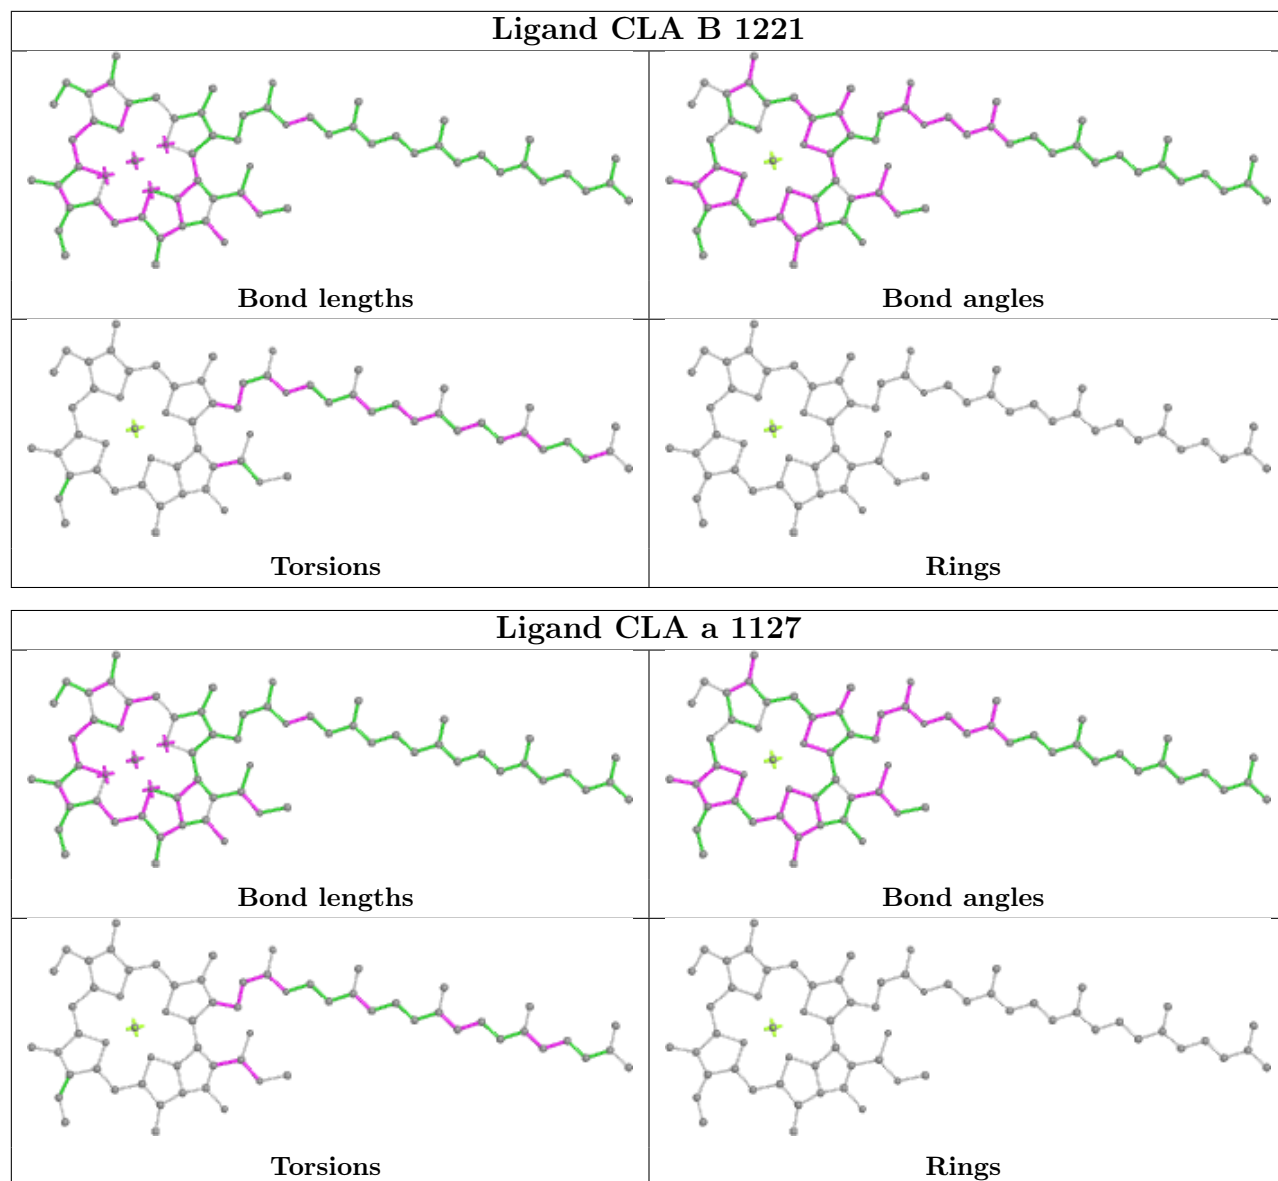 Ligand CLA B 1221
Bond lengths
Bond angles
Torsions
Rings
Ligand CLA a 1127
Bond lengths
Bond angles
Torsions
Rings